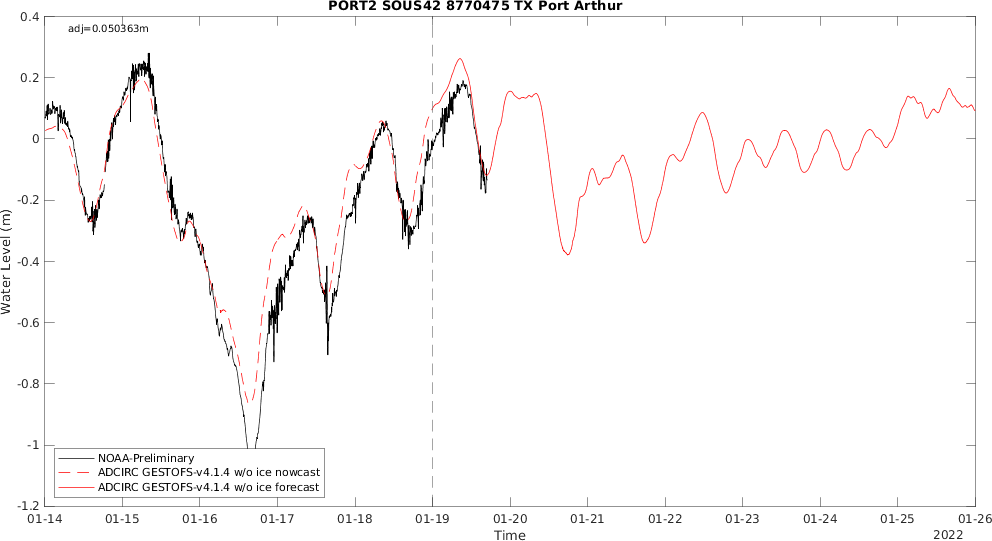 PORT2 SOUS42 8770475 TX Port Arthur
adj=0.050363m
0.4
0.2
0
-0.2
-0.4
-0.6
-0.8
-1
-1.2
Water Level (m)
NOAA-Preliminary
ADCIRC GESTOFS-v4.1.4 w/o ice nowcast
ADCIRC GESTOFS-v4.1.4 w/o ice forecast
01-14 01-15 01-16 01-17 01-18 01-19 01-20 01-21 01-22 01-23 01-24 01-25 01-26
Time
2022